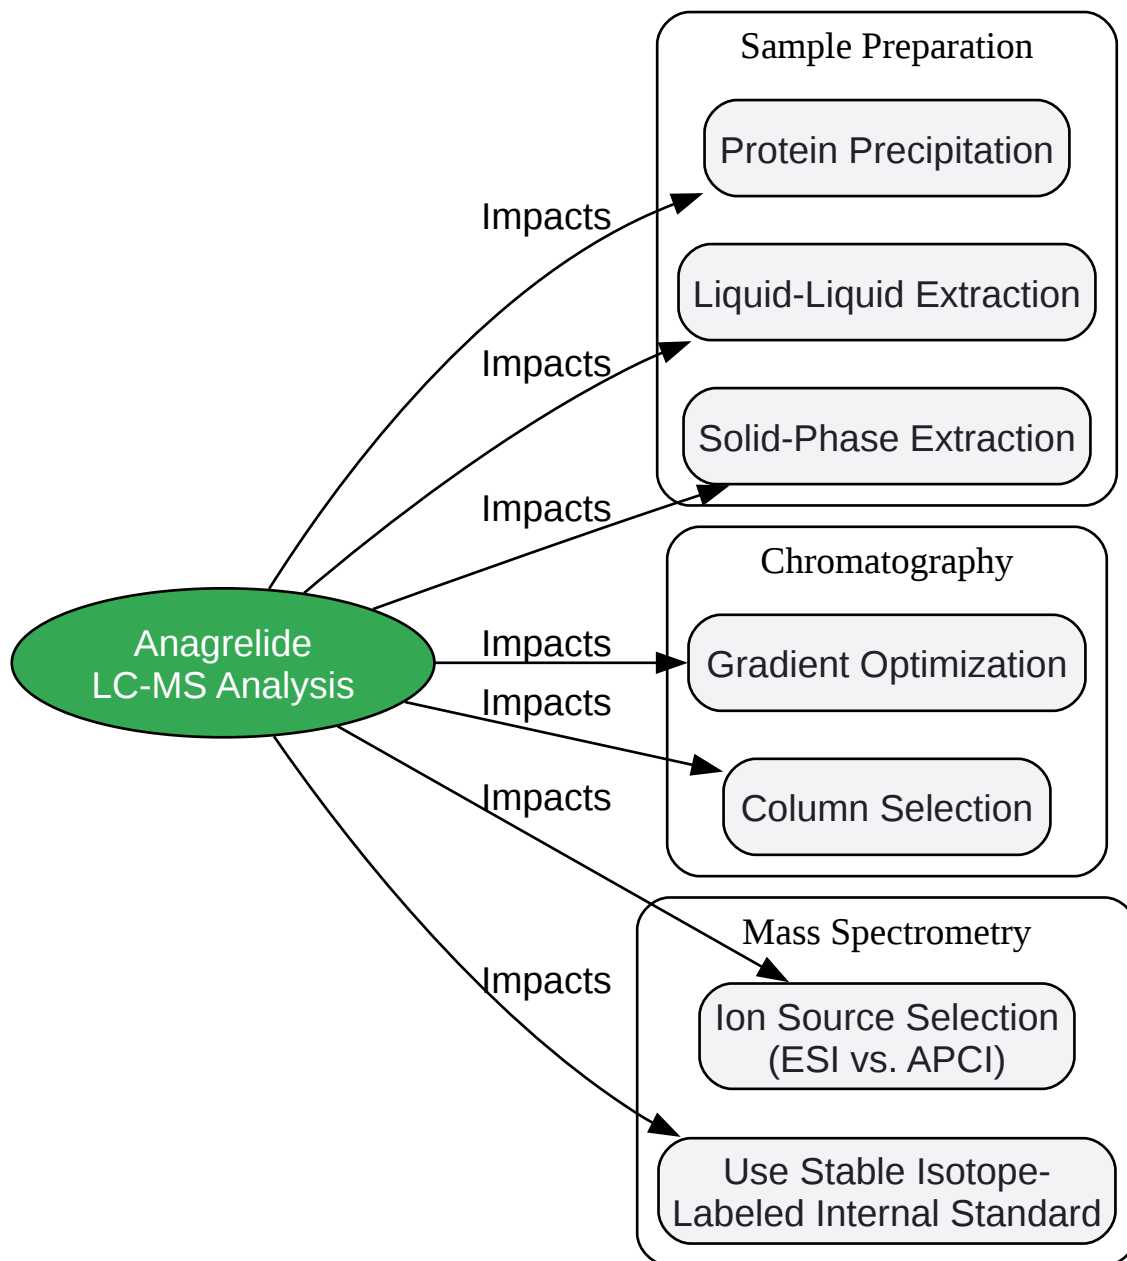 Sample Preparation
Protein Precipitation
Impacts
Liquid-Liquid Extraction
Impacts
Solid-Phase Extraction
Impacts
Chromatography
Anagrelide
LC-MS Analysis
Impacts
Gradient Optimization
Impacts
Column Selection
Impacts
Mass Spectrometry
Impacts
Ion Source Selection
(ESI vs. APCI)
Use Stable Isotope-
Labeled Internal Standard